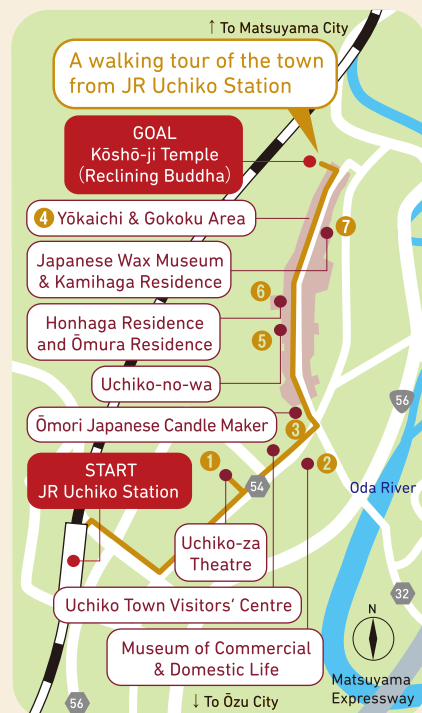 ↑ To Matsuyama City
A walking tour of the town
from JR Uchiko Station
GOAL
Kōshō-ji Temple
(Reclining Buddha)
4 Yōkaichi & Gokoku Area
7
Japanese Wax Museum
& Kamihaga Residence
6
Honhaga Residence
and Ōmura Residence
5
Uchiko-no-wa
56
Ōmori Japanese Candle Maker
3
START
JR Uchiko Station
1
2
54
Oda River
Uchiko-za
Theatre
Uchiko Town Visitors' Centre
32
N
Museum of Commercial
& Domestic Life
Matsuyama
Expressway
56
↓ To Ōzu City